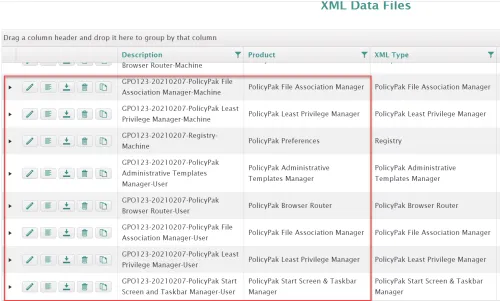 XML Data Files
Drag a column header and drop it here to group by that column
Description Product XML Type
Browser Router-Machine
GPO123-20210207-PolicyPak File PolicyPak File Association Manager PolicyPak File Association Manager
Association Manager-Machine
GPO123-20210207-PolicyPak Least PolicyPak Least Privilege Manager PolicyPak Least Privilege Manager
Privilege Manager-Machine
GPO123-20210207-Registry- PolicyPak Preferences Registry
Machine
GPO123-20210207-PolicyPak PolicyPak Administrative PolicyPak Administrative
Administrative Templates Templates Manager Templates Manager
Manager-User
GPO123-20210207-PolicyPak PolicyPak Browser Router PolicyPak Browser Router
Browser Router-User
GPO123-20210207-PolicyPak File PolicyPak File Association Manager PolicyPak File Association Manager
Association Manager-User
GPO123-20210207-PolicyPak Least PolicyPak Least Privilege Manager PolicyPak Least Privilege Manager
Privilege Manager-User
GPO123-20210207-PolicyPak Start PolicyPak Start Screen & Taskbar PolicyPak Start Screen & Taskbar
Screen and Taskbar Manager-User Manager Manager